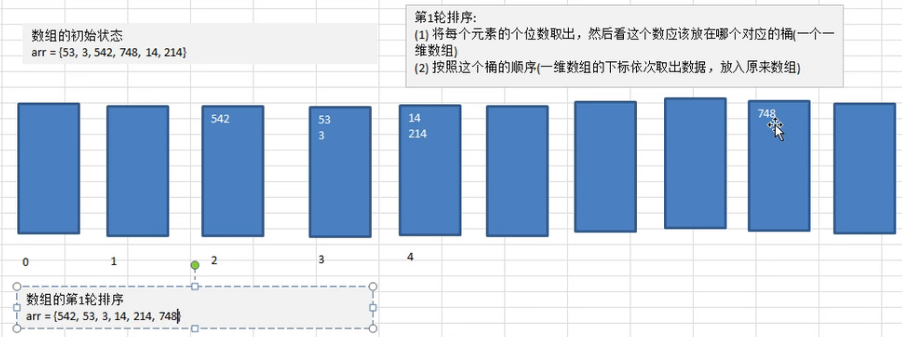 数组的初始状态
arr = {53, 3, 542, 748, 14, 214}
第1轮排序:
(1) 将每个元素的个位数取出，然后看这个数应该放在哪个对应的桶(一个一
维数组)
(2) 按照这个桶的顺序(一维数组的下标依次取出数据，放入原来数组)
542
53
3
14
214
748
0
1
2
3
4
数组的第1轮排序
arr = {542, 53, 3, 14, 214, 748}